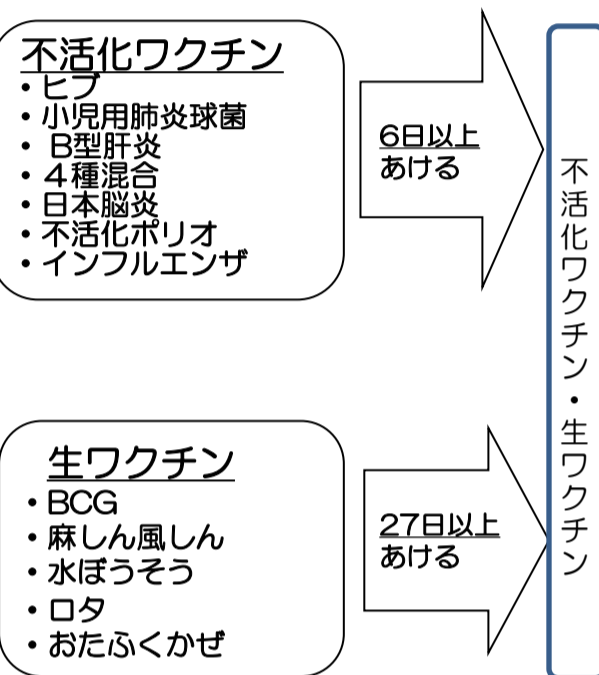 不活化ワクチン
・ヒブ
・小児用肺炎球菌
・B型肝炎
・4種混合
・日本脳炎
・不活化ポリオ
・インフルエンザ
6日以上
あける
生ワクチン
・BCG
・麻しん風しん
・水ぼうそう
・ロタ
・おたふくかぜ
27日以上
あける
不活化ワクチン・生ワクチン